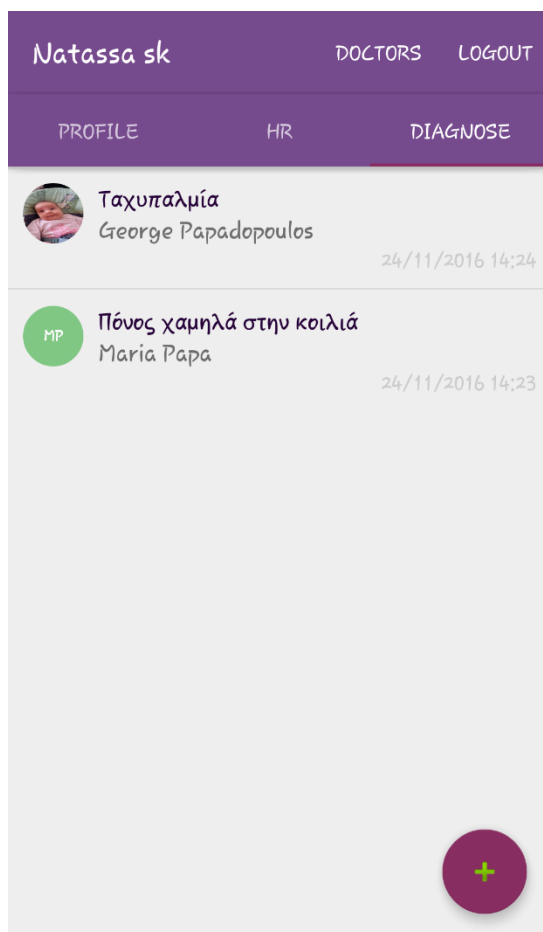 Natassa sk DOCTORS LOGOUT
PROFILE HR DIAGNOSE
Ταχυπαλμία
George Papadopoulos
24/11/2016 14:24
MP
Πόνος χαμηλά στην κοιλιά
Maria Papa
24/11/2016 14:23
+